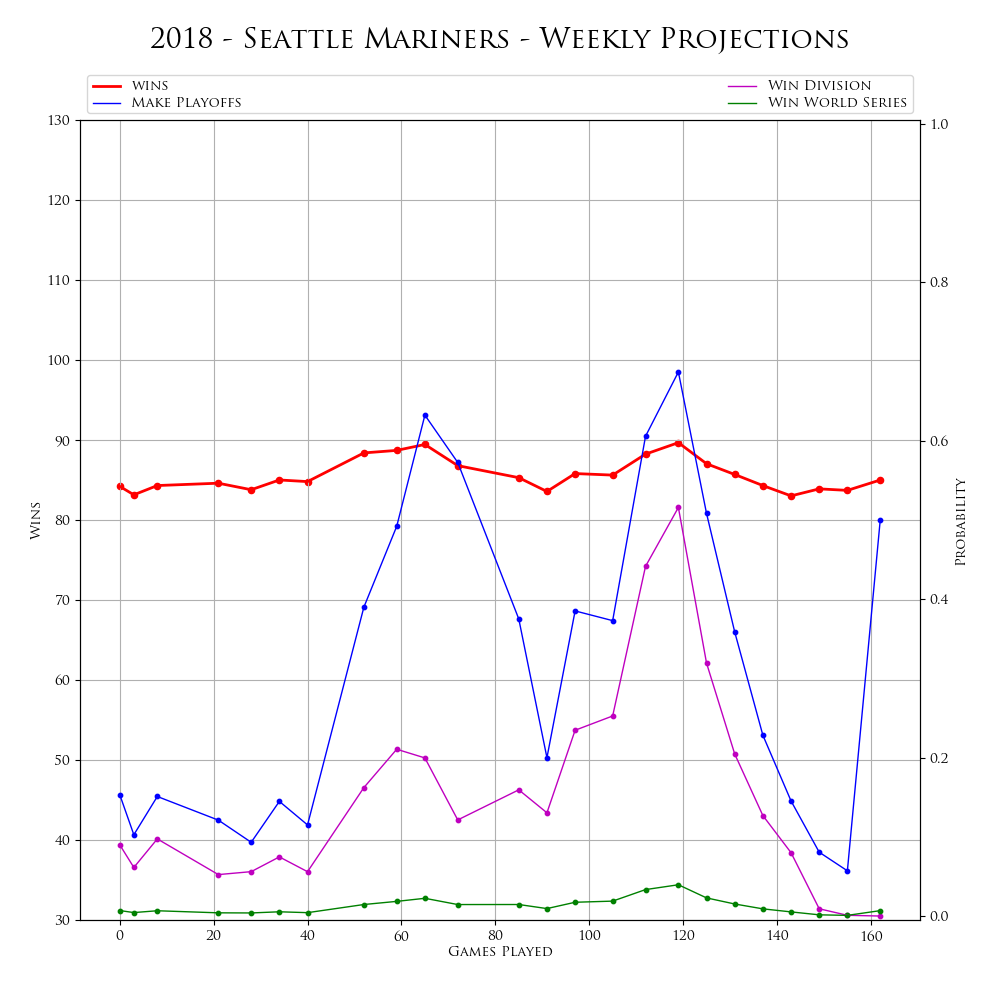 2018 - Seattle Mariners - Weekly Projections
wins
Make Playoffs
Win Division
Win World Series
130
120
110
100
90
80
70
60
50
40
30
Wins
1.0
0.8
0.6
0.4
0.2
0.0
Probability
0 20 40 60 80 100 120 140 160
Games Played